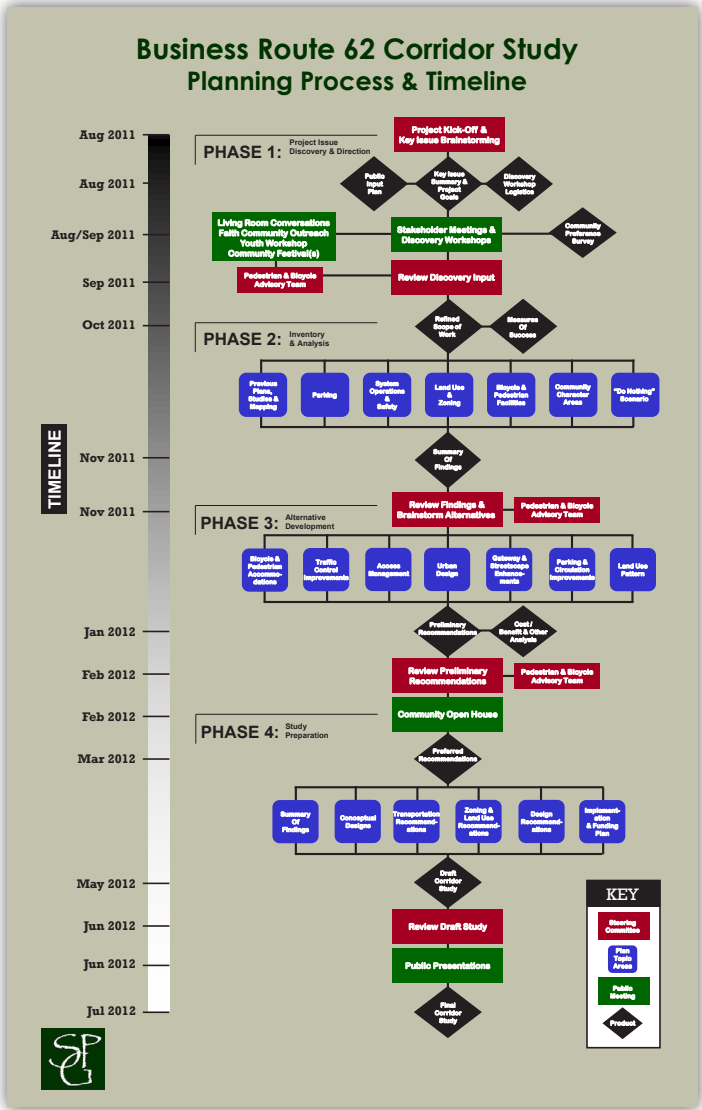 Business Route 62 Corridor Study
Planning Process & Timeline
TIMELINE
Aug 2011
Aug 2011
Aug/Sep 2011
Sep 2011
Oct 2011
Nov 2011
Nov 2011
Jan 2012
Feb 2012
Feb 2012
Mar 2012
May 2012
Jun 2012
Jun 2012
Jul 2012
PHASE 1:
Project Issue
Discovery & Direction
Project Kick-Off &
Key Issue Brainstorming
Public
Input
Plan
Key Issue
Summary &
Project
Goals
Discovery
Workshop
Logistics
Living Room Conversations
Faith Community Outreach
Youth Workshop
Community Festival(s)
Stakeholder Meetings &
Discovery Workshops
Community
Preference
Survey
Pedestrian & Bicycle
Advisory Team
Review Discovery Input
PHASE 2:
Inventory
& Analysis
Refined
Scope of
Work
Measures
Of
Success
Previous
Plans,
Studies &
Mapping
Parking
System
Operations
&
Safety
Land Use
&
Zoning
Bicycle &
Pedestrian
Facilities
Community
Character
Areas
"Do Nothing"
Scenario
Summary
Of
Findings
Review Findings &
Brainstorm Alternatives
Pedestrian & Bicycle
Advisory Team
PHASE 3:
Alternative
Development
Bicycle &
Pedestrian
Accommo-
dations
Traffic
Control
Improvements
Access
Management
Urban
Design
Gateway &
Streetscape
Enhance-
ments
Parking &
Circulation
Improvements
Land Use
Pattern
Preliminary
Recommendations
Cost /
Benefit & Other
Analysis
Review Preliminary
Recommendations
Pedestrian & Bicycle
Advisory Team
Community Open House
PHASE 4:
Study
Preparation
Preferred
Recommendations
Summary
Of
Findings
Conceptual
Designs
Transportation
Recommend-
ations
Zoning &
Land Use
Recommend-
ations
Design
Recommend-
ations
Implement-
ation
& Funding
Plan
Draft
Corridor
Study
Review Draft Study
Public Presentations
Final
Corridor
Study
KEY
Steering
Committee
Plan
Topic
Areas
Public
Meeting
Product
SPG